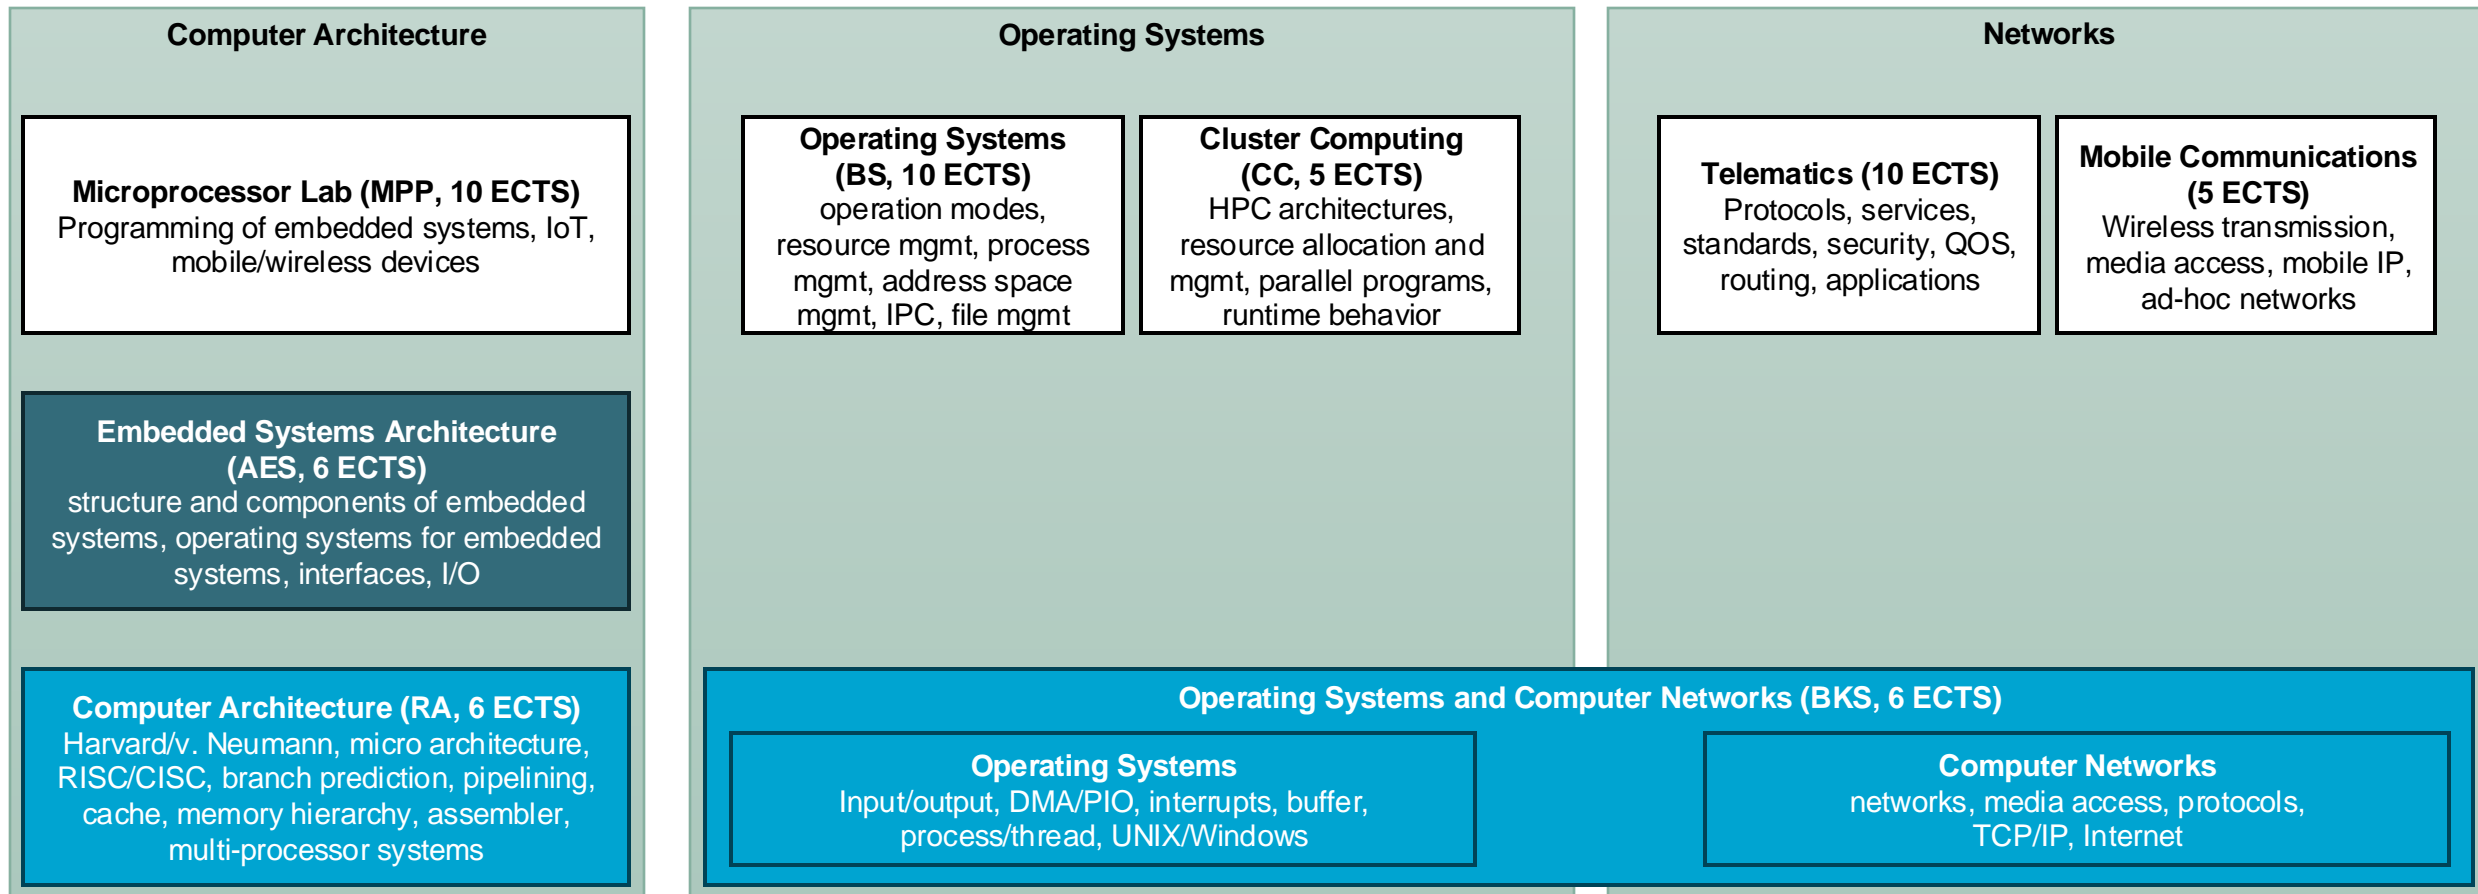 Computer Architecture
Microprocessor Lab (MPP, 10 ECTS)
Programming of embedded systems, IoT,
mobile/wireless devices
Embedded Systems Architecture
(AES, 6 ECTS)
structure and components of embedded
systems, operating systems for embedded
systems, interfaces, I/O
Computer Architecture (RA, 6 ECTS)
Harvard/v. Neumann, micro architecture,
RISC/CISC, branch prediction, pipelining,
cache, memory hierarchy, assembler,
multi-processor systems
Operating Systems
Operating Systems
(BS, 10 ECTS)
operation modes,
resource mgmt, process
mgmt, address space
mgmt, IPC, file mgmt
Cluster Computing
(CC, 5 ECTS)
HPC architectures,
resource allocation and
mgmt, parallel programs,
runtime behavior
Networks
Telematics (10 ECTS)
Protocols, services,
standards, security, QOS,
routing, applications
Mobile Communications
(5 ECTS)
Wireless transmission,
media access, mobile IP,
ad-hoc networks
Operating Systems and Computer Networks (BKS, 6 ECTS)
Operating Systems
Input/output, DMA/PIO, interrupts, buffer,
process/thread, UNIX/Windows
Computer Networks
networks, media access, protocols,
TCP/IP, Internet